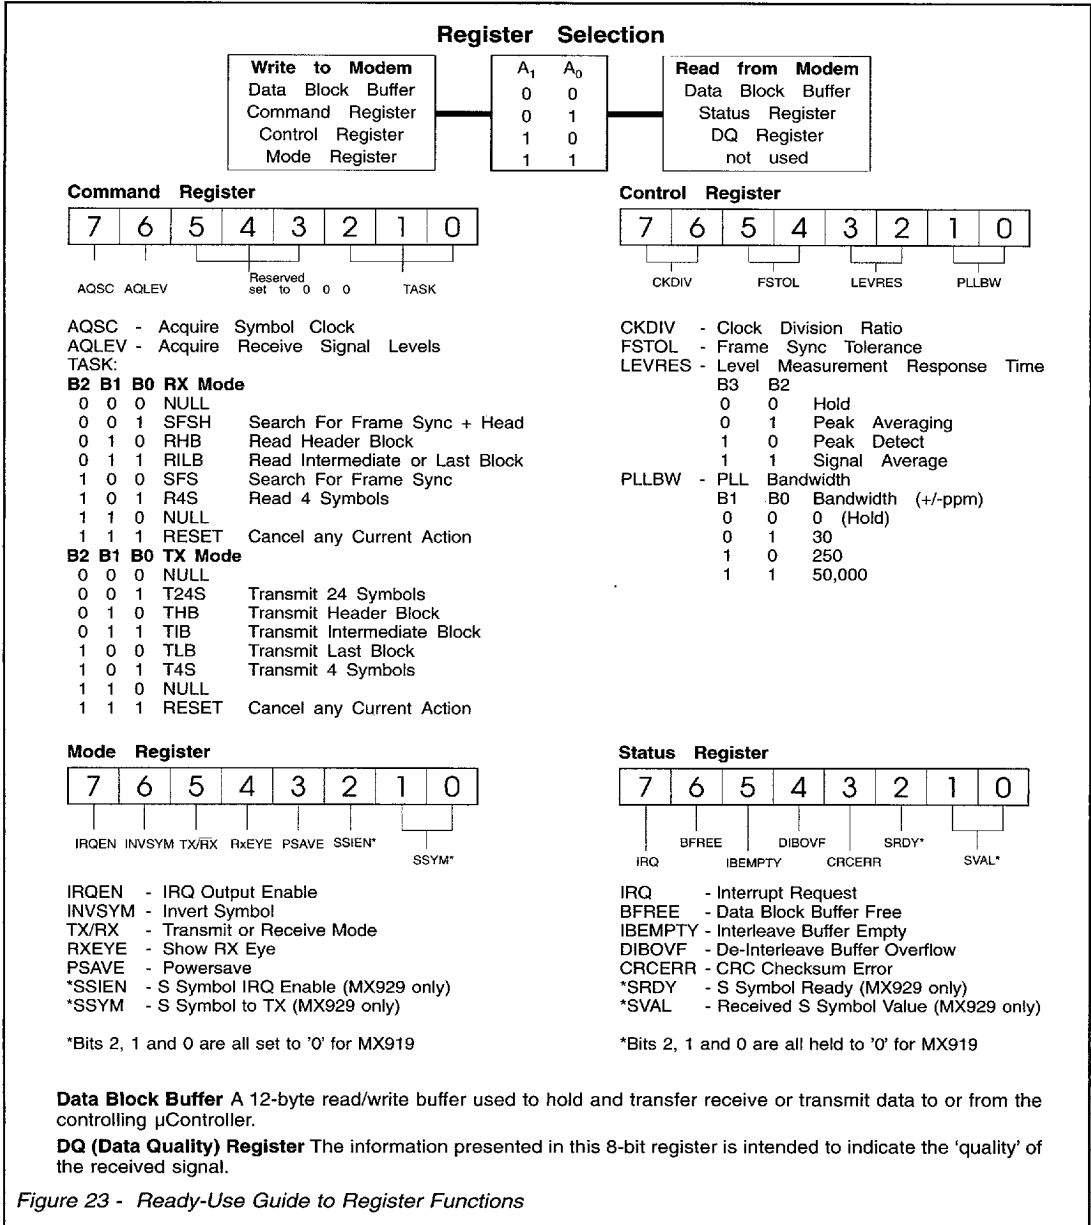 Register Selection
Write to Modem
Data Block Buffer
Command Register
Control Register
Mode Register
A1 A0
0 0
0 1
1 0
1 1
Read from Modem
Data Block Buffer
Status Register
DQ Register
not used
Command Register
7 6 5 4 3 2 1 0
AQSC AQLEV Reserved set to 0 0 0 TASK
AQSC - Acquire Symbol Clock
AQLEV - Acquire Receive Signal Levels
TASK:
B2 B1 B0 RX Mode
0 0 0 NULL
0 0 1 SFSH Search For Frame Sync + Head
0 1 0 RHB Read Header Block
0 1 1 RILB Read Intermediate or Last Block
1 0 0 SFS Search For Frame Sync
1 0 1 R4S Read 4 Symbols
1 1 0 NULL
1 1 1 RESET Cancel any Current Action
B2 B1 B0 TX Mode
0 0 0 NULL
0 0 1 T24S Transmit 24 Symbols
0 1 0 THB Transmit Header Block
0 1 1 TIB Transmit Intermediate Block
1 0 0 TLB Transmit Last Block
1 0 1 T4S Transmit 4 Symbols
1 1 0 NULL
1 1 1 RESET Cancel any Current Action
Control Register
7 6 5 4 3 2 1 0
CKDIV FSTOL LEVRES PLLBW
CKDIV - Clock Division Ratio
FSTOL - Frame Sync Tolerance
LEVRES - Level Measurement Response Time
B3 B2
0 0 Hold
0 1 Peak Averaging
1 0 Peak Detect
1 1 Signal Average
PLLBW - PLL Bandwidth
B1 B0 Bandwidth (+/-ppm)
0 0 0 (Hold)
0 1 30
1 0 250
1 1 50,000
Mode Register
7 6 5 4 3 2 1 0
IRQEN INVSYM TX/R̅X̅ RxEYE PSAVE SSIEN*
SSYM*
IRQEN - IRQ Output Enable
INVSYM - Invert Symbol
TX/RX - Transmit or Receive Mode
RXEYE - Show RX Eye
PSAVE - Powersave
*SSIEN - S Symbol IRQ Enable (MX929 only)
*SSYM - S Symbol to TX (MX929 only)
*Bits 2, 1 and 0 are all set to '0' for MX919
Status Register
7 6 5 4 3 2 1 0
BFREE DIBOVF SRDY*
IRQ IBEMPTY CRCERR SVAL*
IRQ - Interrupt Request
BFREE - Data Block Buffer Free
IBEMPTY - Interleave Buffer Empty
DIBOVF - De-Interleave Buffer Overflow
CRCERR - CRC Checksum Error
*SRDY - S Symbol Ready (MX929 only)
*SVAL - Received S Symbol Value (MX929 only)
*Bits 2, 1 and 0 are all held to '0' for MX919
Data Block Buffer A 12-byte read/write buffer used to hold and transfer receive or transmit data to or from the
controlling µController.
DQ (Data Quality) Register The information presented in this 8-bit register is intended to indicate the 'quality' of
the received signal.
Figure 23 - Ready-Use Guide to Register Functions